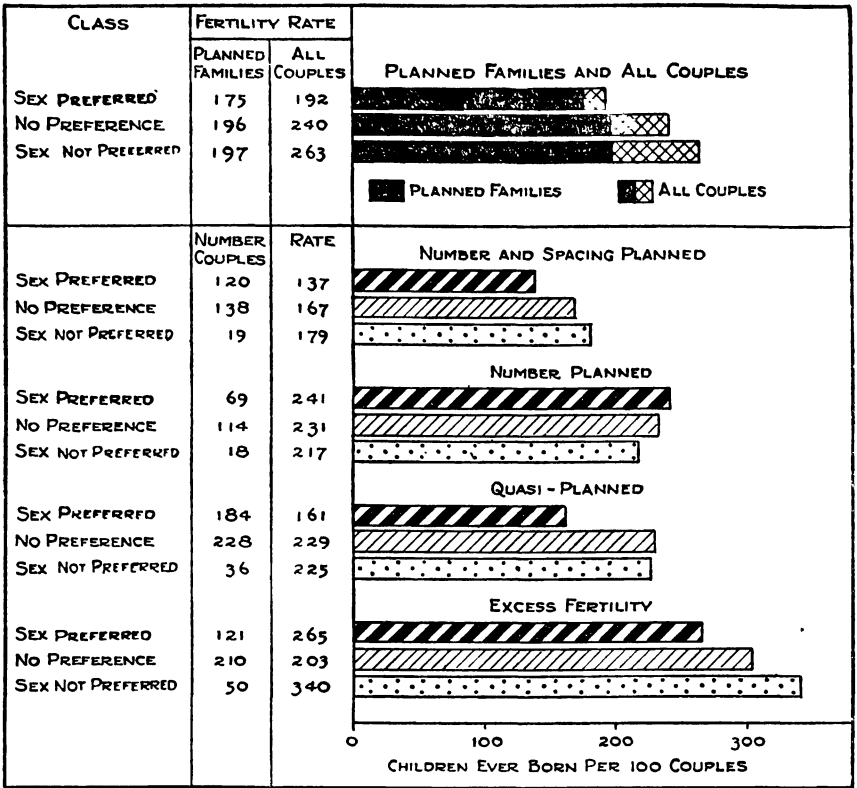 CLASS FERTILITY RATE
PLANNED FAMILIES ALL COUPLES
PLANNED FAMILIES AND ALL COUPLES
SEX PREFERRED 175 192
NO PREFERENCE 196 240
SEX NOT PREFERRED 197 263
PLANNED FAMILIES ALL COUPLES
NUMBER COUPLES RATE
NUMBER AND SPACING PLANNED
SEX PREFERRED 120 137
NO PREFERENCE 138 167
SEX NOT PREFERRED 19 179
NUMBER PLANNED
SEX PREFERRED 69 241
NO PREFERENCE 114 231
SEX NOT PREFERRED 18 217
QUASI-PLANNED
SEX PREFERRED 184 161
NO PREFERENCE 228 229
SEX NOT PREFERRED 36 225
EXCESS FERTILITY
SEX PREFERRED 121 265
NO PREFERENCE 210 203
SEX NOT PREFERRED 50 340
0 100 200 300
CHILDREN EVER BORN PER 100 COUPLES